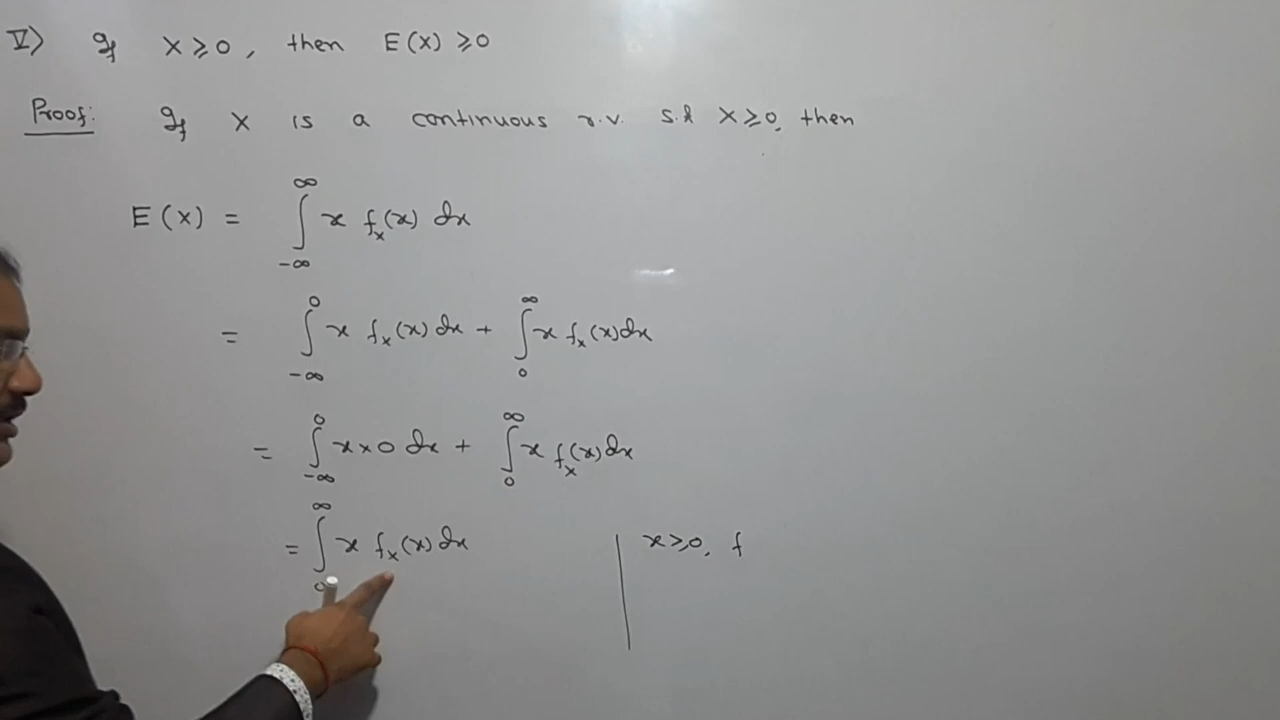 V) If X ≥ 0, then E(X) ≥ 0
Proof: If X is a continuous r.v. s.t X ≥ 0, then
E(X) = ∫_{-∞}^{∞} x f_X(x) dx
= ∫_{-∞}^{0} x f_X(x) dx + ∫_{0}^{∞} x f_X(x) dx
= ∫_{-∞}^{0} x × 0 dx + ∫_{0}^{∞} x f_X(x) dx
= ∫_{0}^{∞} x f_X(x) dx | x ≥ 0, f